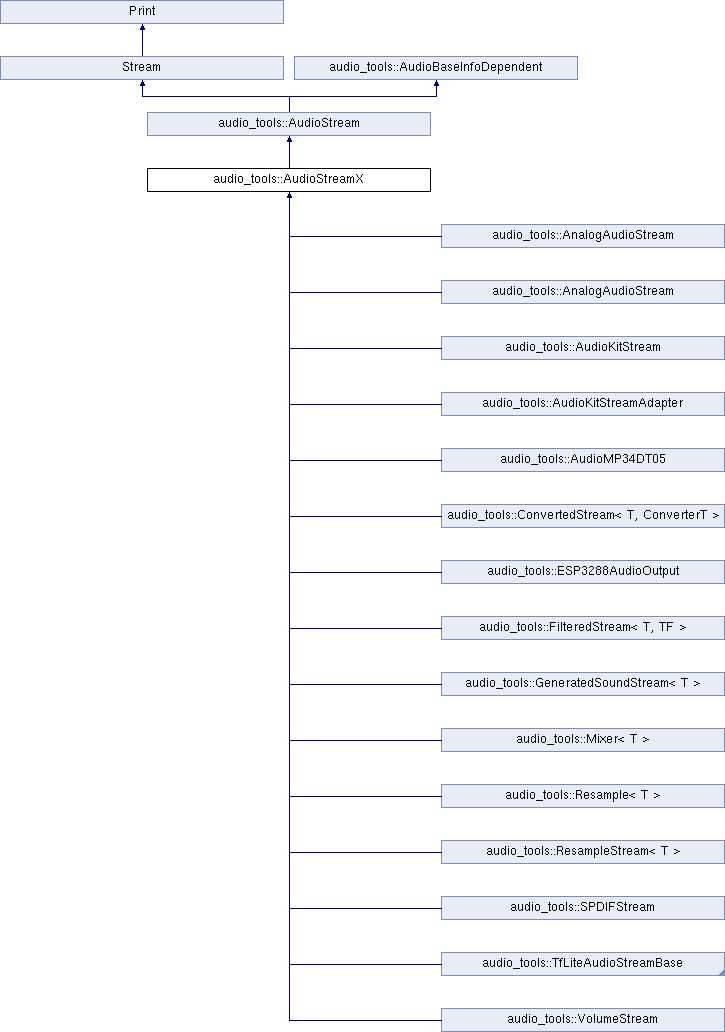 Print
Stream
audio_tools::AudioBaseInfoDependent
audio_tools::AudioStream
audio_tools::AudioStreamX
audio_tools::AnalogAudioStream
audio_tools::AnalogAudioStream
audio_tools::AudioKitStream
audio_tools::AudioKitStreamAdapter
audio_tools::AudioMP34DT05
audio_tools::ConvertedStream< T, ConverterT >
audio_tools::ESP3288AudioOutput
audio_tools::FilteredStream< T, TF >
audio_tools::GeneratedSoundStream< T >
audio_tools::Mixer< T >
audio_tools::Resample< T >
audio_tools::ResampleStream< T >
audio_tools::SPDIFStream
audio_tools::TfLiteAudioStreamBase
audio_tools::VolumeStream